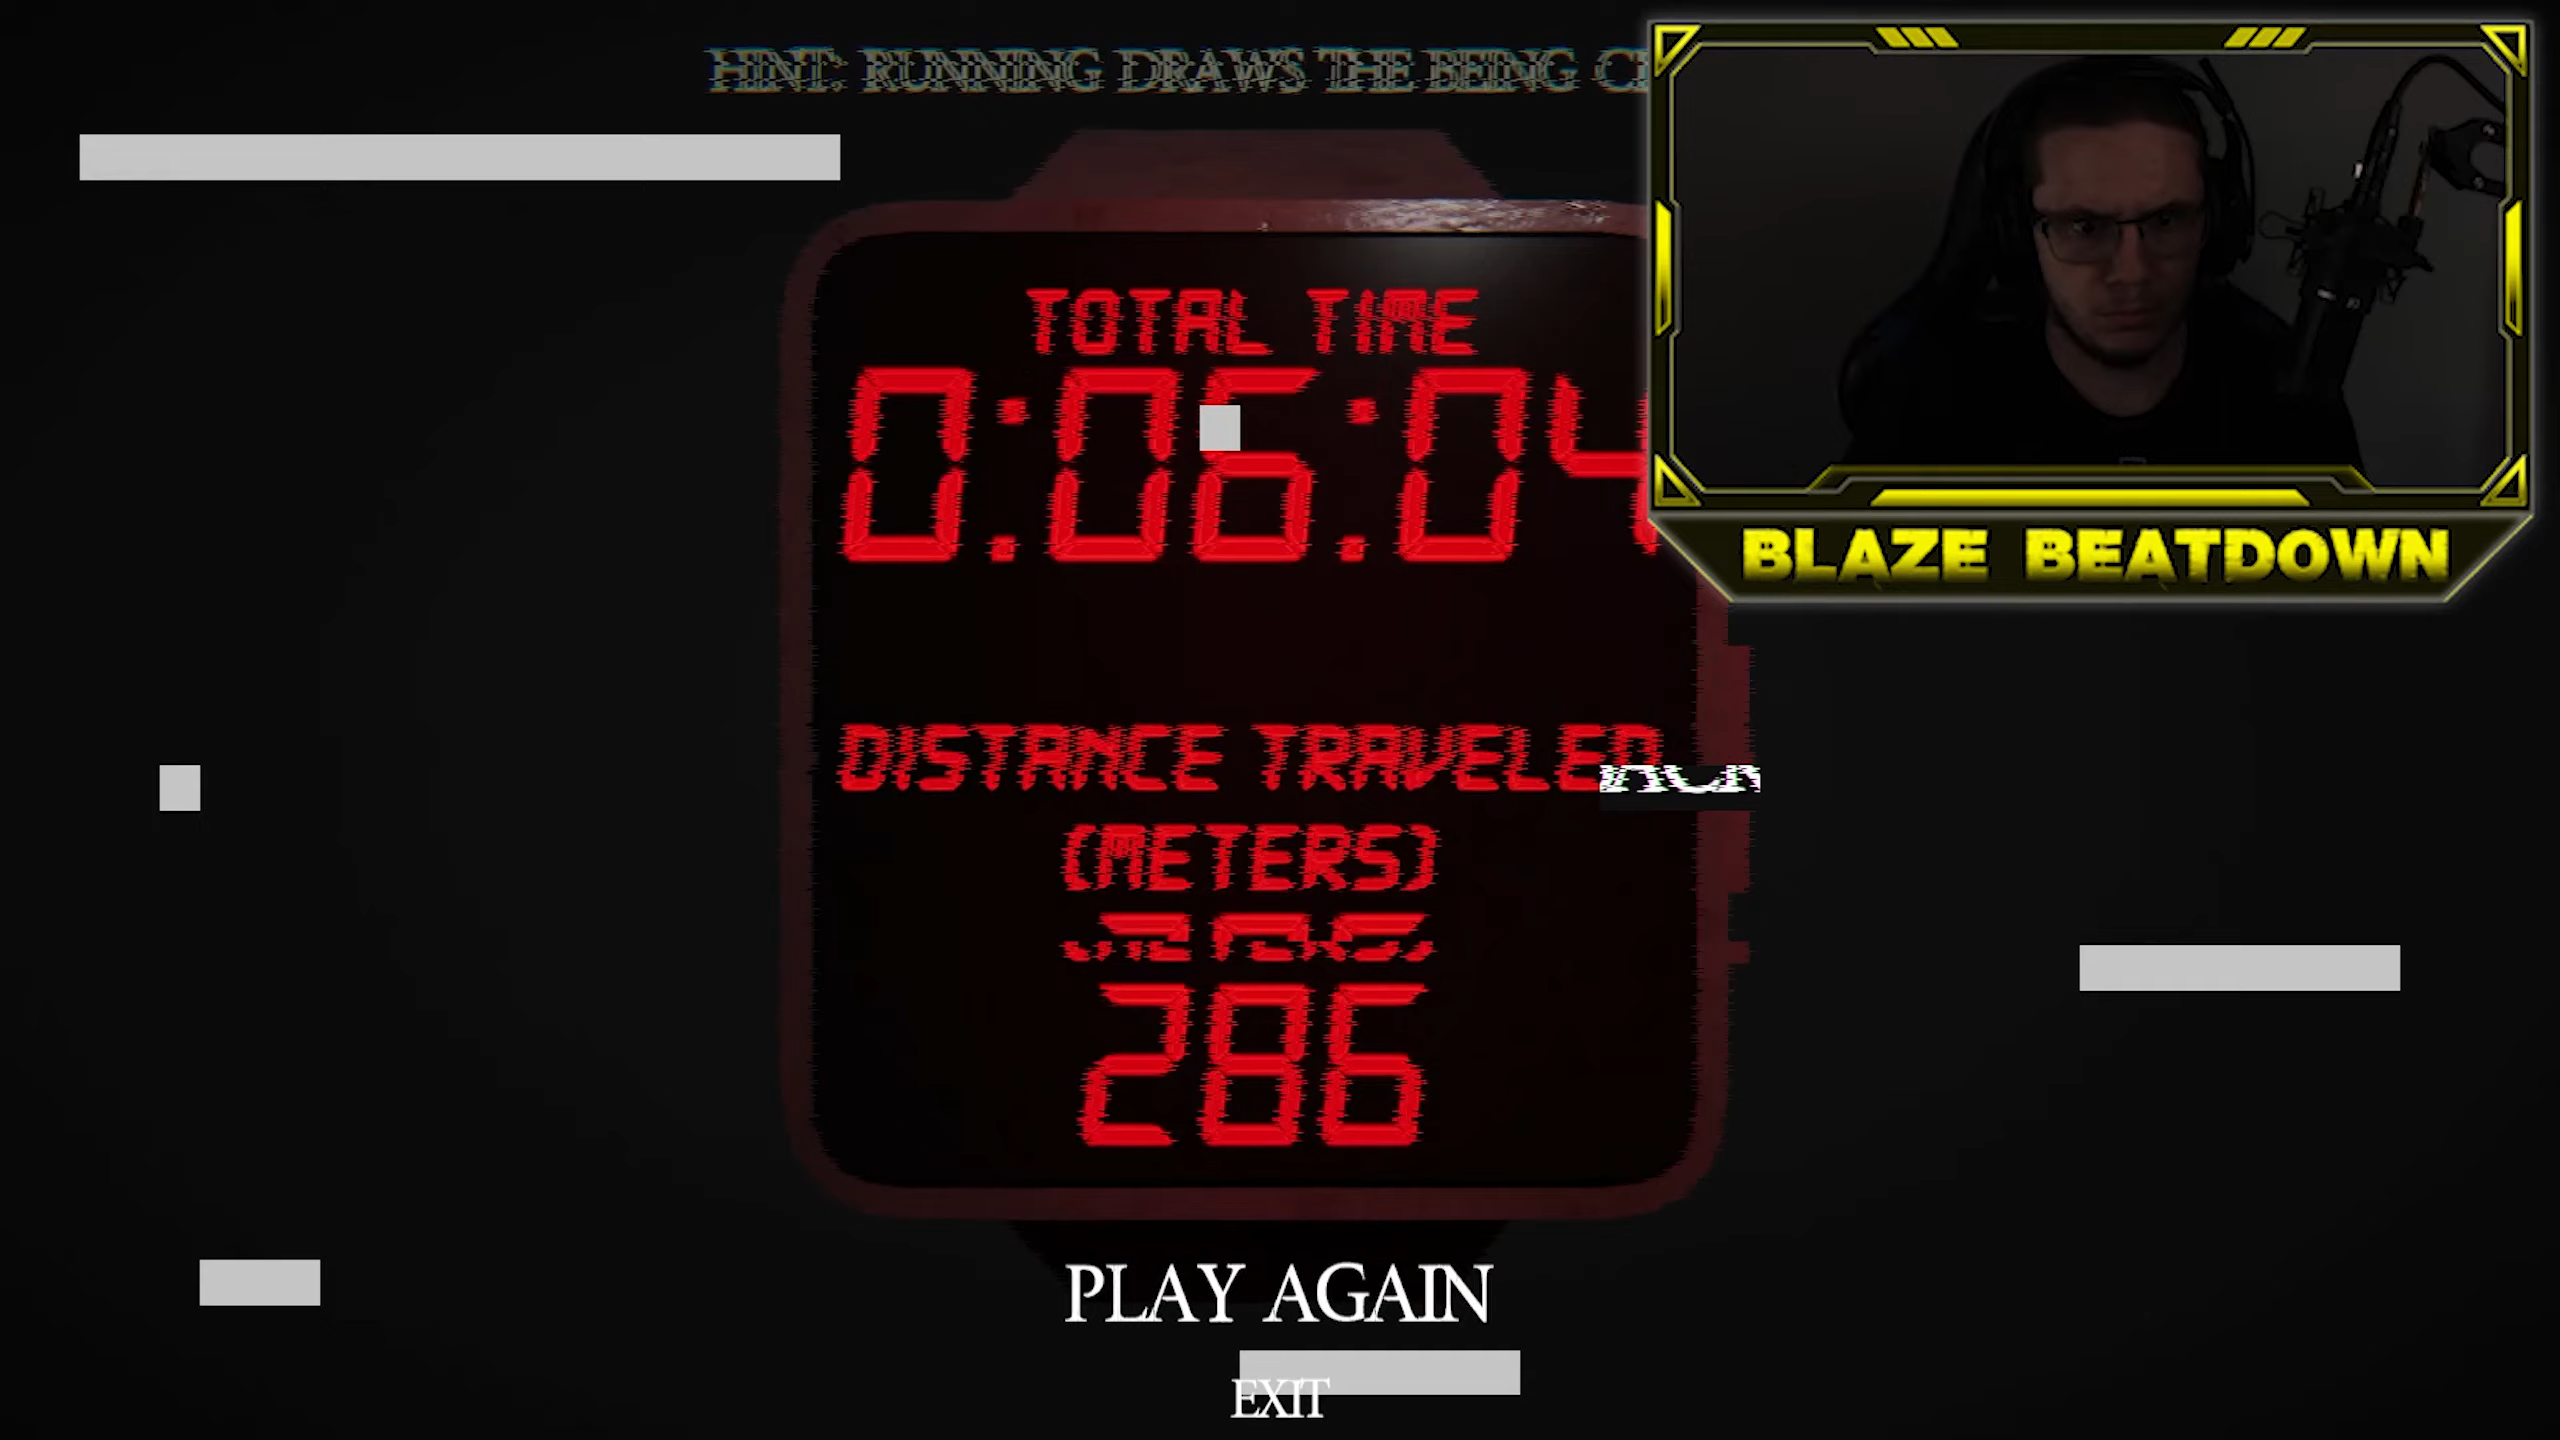 HINT: RUNNING DRAWS THE BEING
TOTAL TIME
0:06:04
BLAZE BEATDOWN
DISTANCE TRAVELED
(METERS)
286
PLAY AGAIN
EXIT